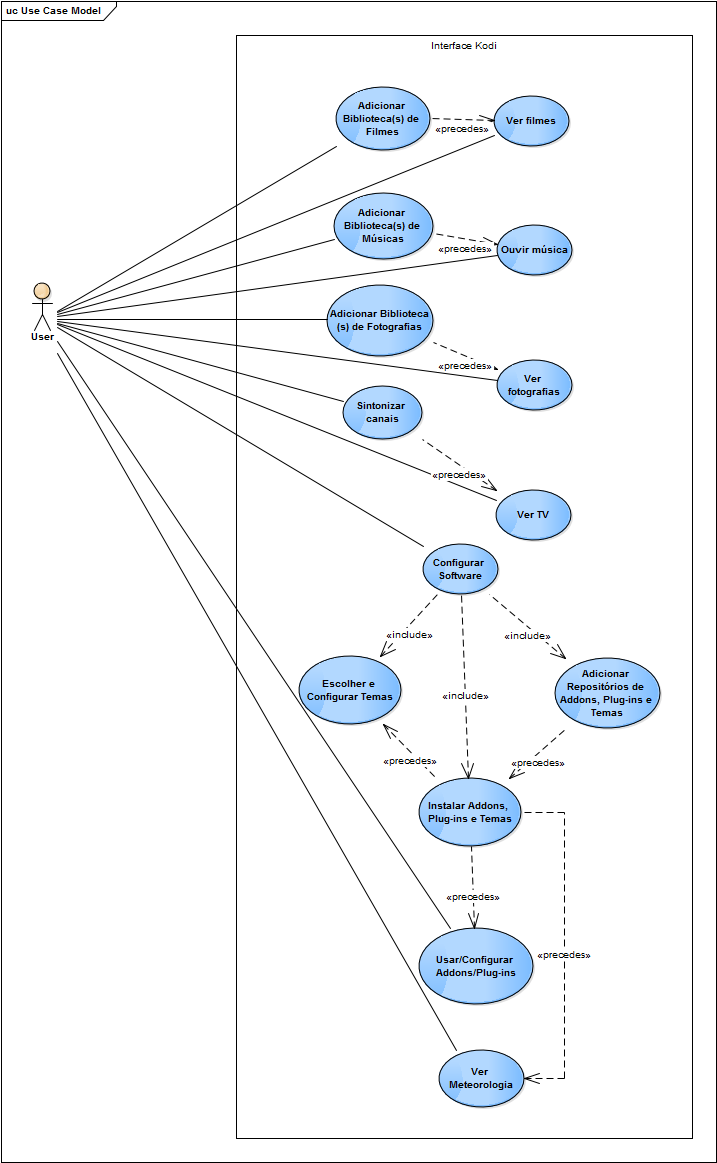 uc Use Case Model
Interface Kodi
Adicionar
Biblioteca(s) de
Filmes
«precedes»
Ver filmes
Adicionar
Biblioteca(s) de
Músicas
«precedes»
Ouvir música
User
Adicionar Biblioteca
(s) de Fotografias
«precedes»
Ver
fotografias
Sintonizar
canais
«precedes»
Ver TV
Configurar
Software
«include»
«include»
«include»
Escolher e
Configurar Temas
Adicionar
Repositórios de
Addons, Plug-ins e
Temas
«precedes»
«precedes»
Instalar Addons,
Plug-ins e Temas
«precedes»
«precedes»
Usar/Configurar
Addons/Plug-ins
Ver
Meteorologia